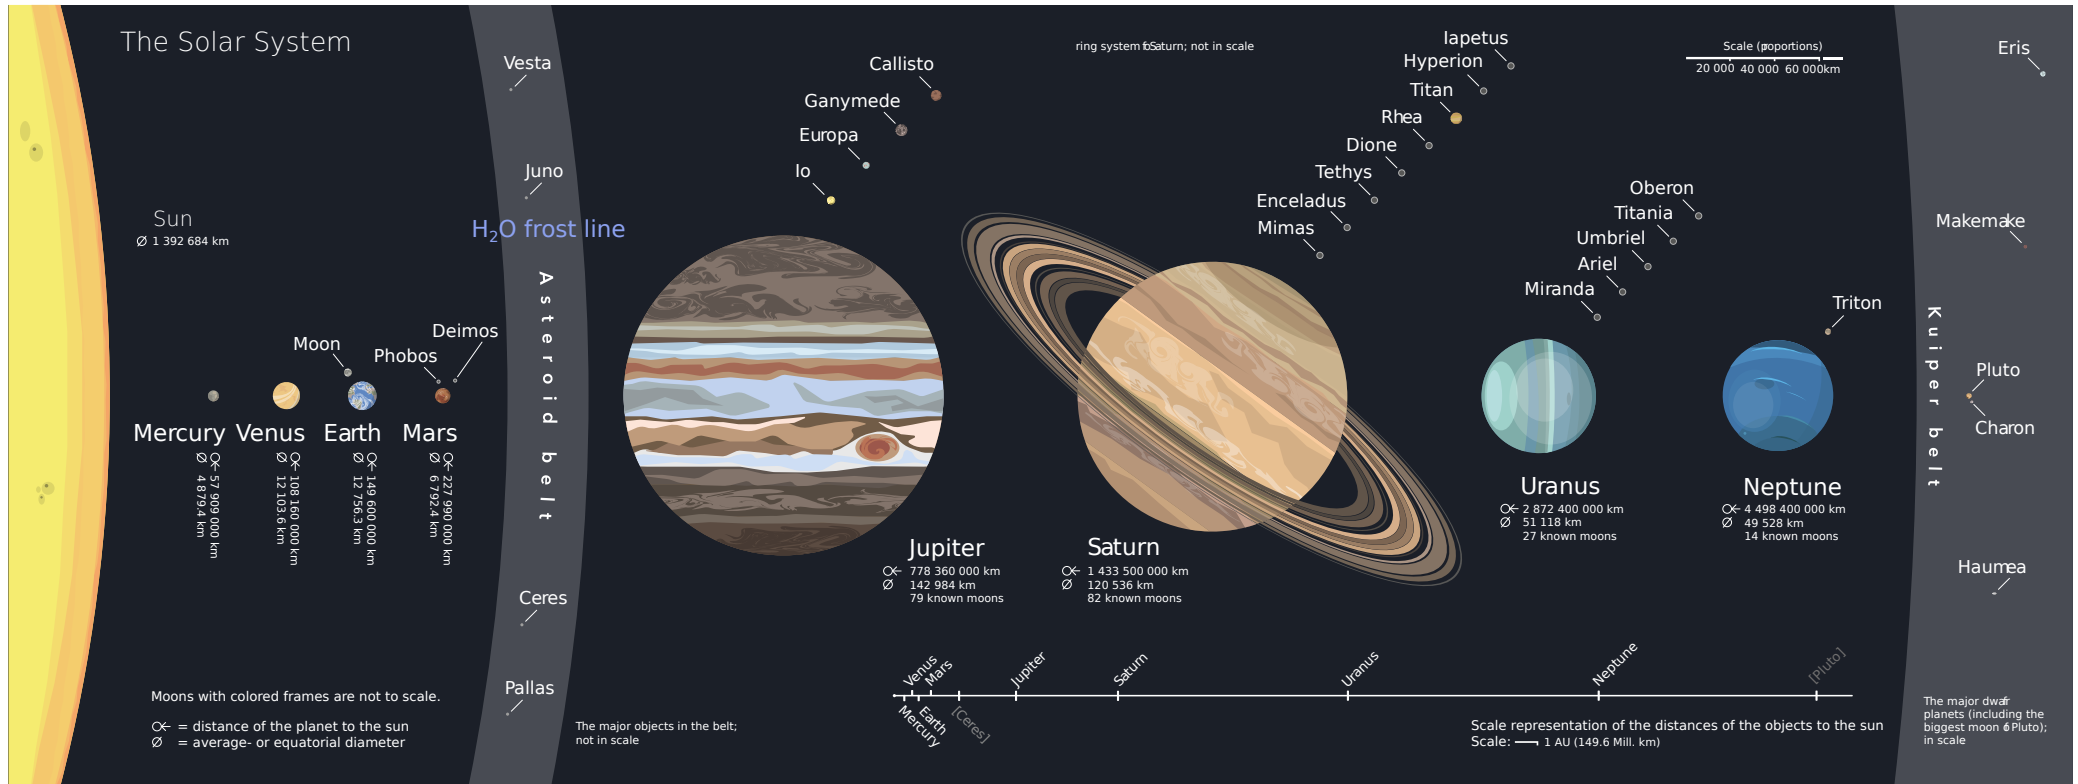 The Solar System
Sun
Ø 1 392 684 km
Moon
Phobos
Deimos
Mercury
57 909 000 km
Ø 4 879.4 km
Venus
108 160 000 km
Ø 12 103.6 km
Earth
149 600 000 km
Ø 12 756.3 km
Mars
227 990 000 km
Ø 6 792.4 km
Moons with colored frames are not to scale.
= distance of the planet to the sun
Ø = average- or equatorial diameter
Vesta
Juno
H₂O frost line
Asteroid belt
Ceres
Pallas
The major objects in the belt;
not in scale
Callisto
Ganymede
Europa
Io
Jupiter
778 360 000 km
Ø 142 984 km
79 known moons
ring system of Saturn; not in scale
Iapetus
Hyperion
Titan
Rhea
Dione
Tethys
Enceladus
Mimas
Saturn
1 433 500 000 km
Ø 120 536 km
82 known moons
Scale (poportions)
20 000 40 000 60 000km
Oberon
Titania
Umbriel
Ariel
Miranda
Uranus
2 872 400 000 km
Ø 51 118 km
27 known moons
Triton
Neptune
4 498 400 000 km
Ø 49 528 km
14 known moons
Venus
Mars
Jupiter
Saturn
Uranus
Neptune
[Pluto]
Mercury
Earth
[Ceres]
Scale representation of the distances of the objects to the sun
Scale: 1 AU (149.6 Mill. km)
Eris
Makemake
Kuiper belt
Pluto
Charon
Haumea
The major dwarf
planets (including the
biggest moon of Pluto);
in scale